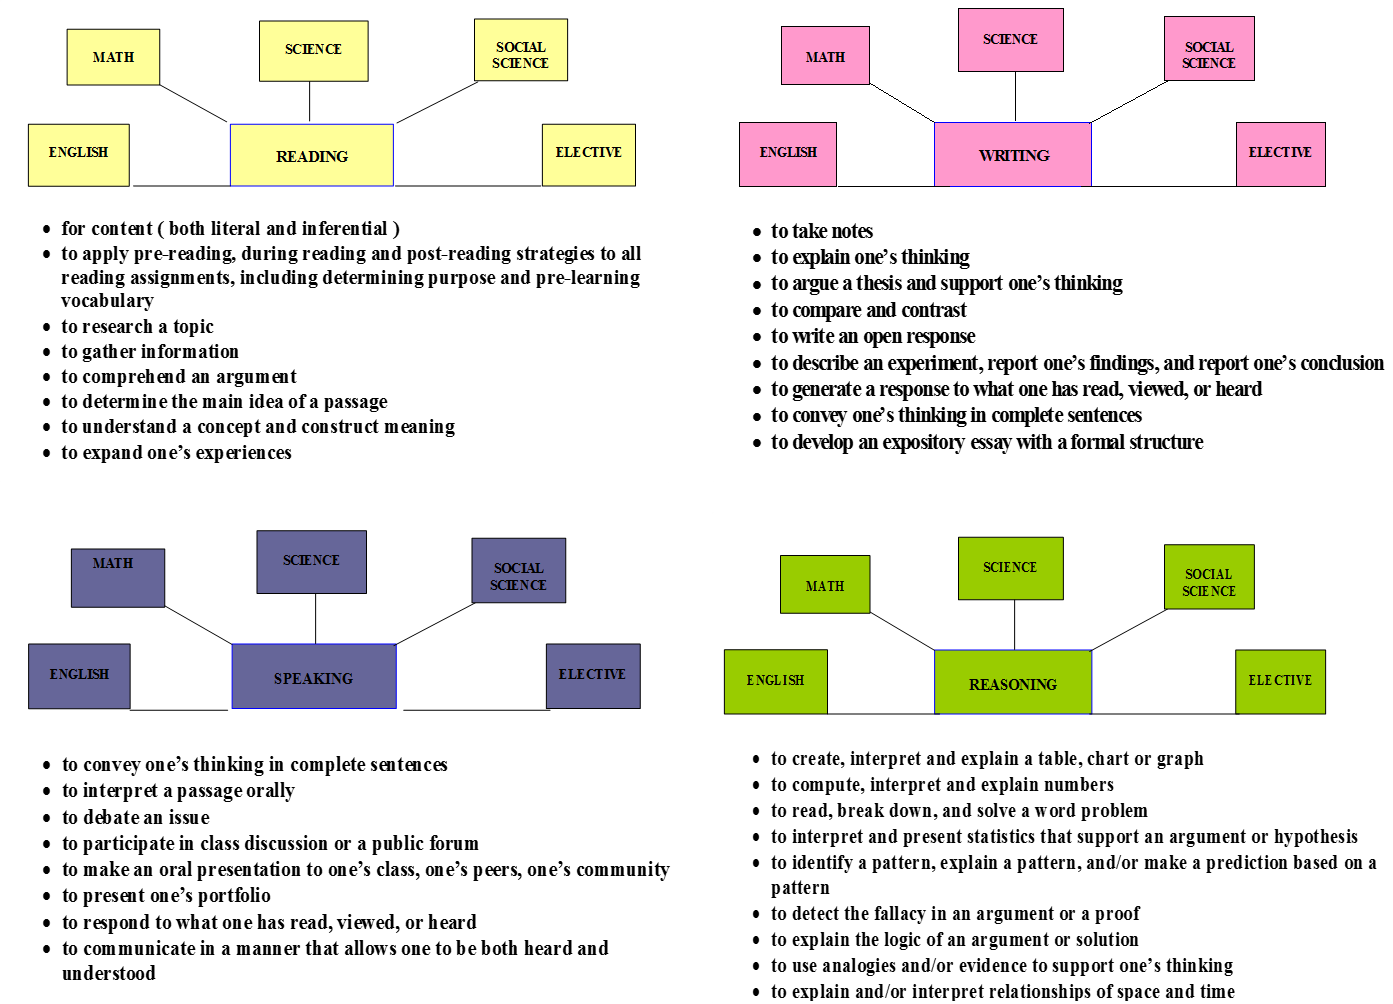 MATH
SCIENCE
SOCIAL
SCIENCE
ENGLISH
READING
ELECTIVE
• for content ( both literal and inferential )
• to apply pre-reading, during reading and post-reading strategies to all
reading assignments, including determining purpose and pre-learning
vocabulary
• to research a topic
• to gather information
• to comprehend an argument
• to determine the main idea of a passage
• to understand a concept and construct meaning
• to expand one’s experiences
MATH
SCIENCE
SOCIAL
SCIENCE
ENGLISH
WRITING
ELECTIVE
• to take notes
• to explain one’s thinking
• to argue a thesis and support one’s thinking
• to compare and contrast
• to write an open response
• to describe an experiment, report one’s findings, and report one’s conclusion
• to generate a response to what one has read, viewed, or heard
• to convey one’s thinking in complete sentences
• to develop an expository essay with a formal structure
MATH
SCIENCE
SOCIAL
SCIENCE
ENGLISH
SPEAKING
ELECTIVE
• to convey one’s thinking in complete sentences
• to interpret a passage orally
• to debate an issue
• to participate in class discussion or a public forum
• to make an oral presentation to one’s class, one’s peers, one’s community
• to present one’s portfolio
• to respond to what one has read, viewed, or heard
• to communicate in a manner that allows one to be both heard and
understood
MATH
SCIENCE
SOCIAL
SCIENCE
ENGLISH
REASONING
ELECTIVE
• to create, interpret and explain a table, chart or graph
• to compute, interpret and explain numbers
• to read, break down, and solve a word problem
• to interpret and present statistics that support an argument or hypothesis
• to identify a pattern, explain a pattern, and/or make a prediction based on a
pattern
• to detect the fallacy in an argument or a proof
• to explain the logic of an argument or solution
• to use analogies and/or evidence to support one’s thinking
• to explain and/or interpret relationships of space and time